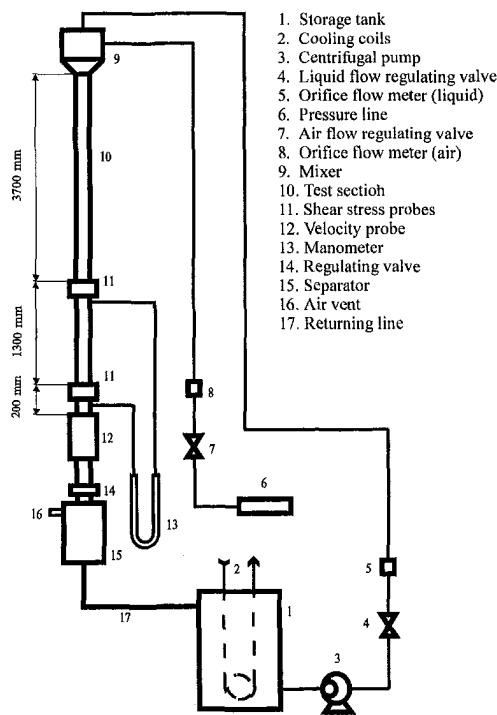 1. Storage tank
2. Cooling coils
3. Centrifugal pump
4. Liquid flow regulating valve
5. Orifice flow meter (liquid)
6. Pressure line
7. Air flow regulating valve
8. Orifice flow meter (air)
9. Mixer
10. Test sectioh
11. Shear stress probes
12. Velocity probe
13. Manometer
14. Regulating valve
15. Separator
16. Air vent
17. Returning line
9
10
3700 mm
11
1300 mm
11
200 mm
8
12
7
6
14
16
13
15
5
2
17
1
4
3